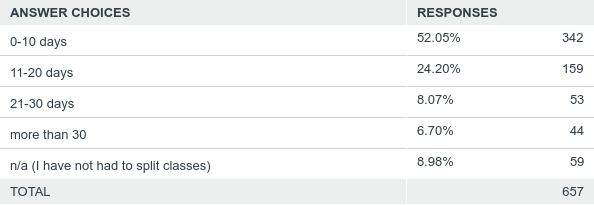 ANSWER CHOICES RESPONSES
0-10 days 52.05% 342
11-20 days 24.20% 159
21-30 days 8.07% 53
more than 30 6.70% 44
n/a (I have not had to split classes) 8.98% 59
TOTAL 657